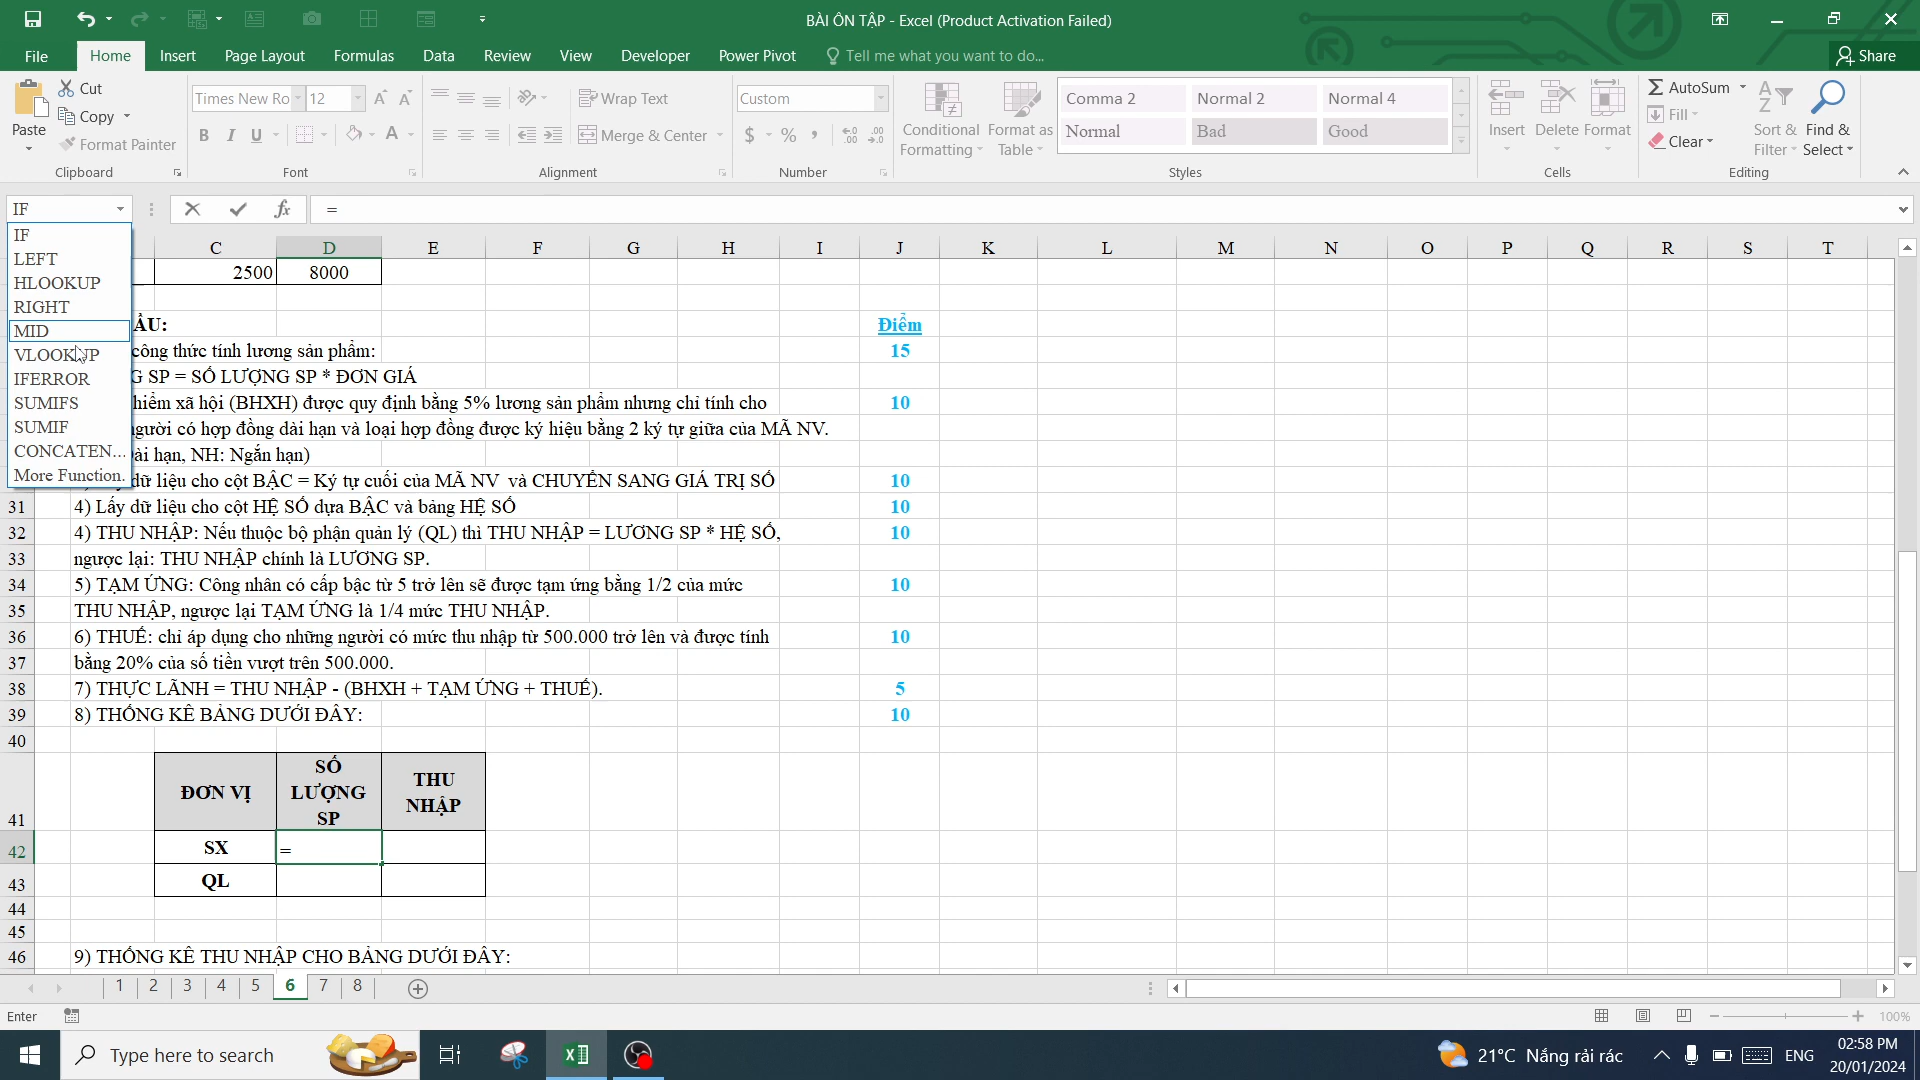 BÀI ÔN TẬP - Excel (Product Activation Failed)
File Home Insert Page Layout Formulas Data Review View Developer Power Pivot Tell me what you want to do... Share
Paste
Cut
Copy
Format Painter
Clipboard
Times New Ro 12
B I U
Font
Wrap Text
Merge & Center
Alignment
Custom
$ % ,
Number
Conditional Formatting
Format as Table
Comma 2 Normal 2 Normal 4
Normal Bad Good
Styles
Insert Delete Format
Cells
AutoSum
Fill
Clear
Sort & Filter
Find & Select
Editing
IF fx =
IF
LEFT
HLOOKUP
RIGHT
MID
VLOOKUP
IFERROR
SUMIFS
SUMIF
CONCATEN...
More Function.
C D E F G H I J K L M N O P Q R S T
2500 8000
ẦU: Điểm
công thức tính lương sản phẩm: 15
G SP = SỐ LƯỢNG SP * ĐƠN GIÁ
hiểm xã hội (BHXH) được quy định bằng 5% lương sản phẩm nhưng chỉ tính cho 10
gười có hợp đồng dài hạn và loại hợp đồng được ký hiệu bằng 2 ký tự giữa của MÃ NV.
ài hạn, NH: Ngắn hạn)
dữ liệu cho cột BẬC = Ký tự cuối của MÃ NV và CHUYỂN SANG GIÁ TRỊ SỐ 10
31 4) Lấy dữ liệu cho cột HỆ SỐ dựa BẬC và bảng HỆ SỐ 10
32 4) THU NHẬP: Nếu thuộc bộ phận quản lý (QL) thì THU NHẬP = LƯƠNG SP * HỆ SỐ, 10
33 ngược lại: THU NHẬP chính là LƯƠNG SP.
34 5) TẠM ỨNG: Công nhân có cấp bậc từ 5 trở lên sẽ được tạm ứng bằng 1/2 của mức 10
35 THU NHẬP, ngược lại TẠM ỨNG là 1/4 mức THU NHẬP.
36 6) THUẾ: chỉ áp dụng cho những người có mức thu nhập từ 500.000 trở lên và được tính 10
37 bằng 20% của số tiền vượt trên 500.000.
38 7) THỰC LÃNH = THU NHẬP - (BHXH + TẠM ỨNG + THUẾ). 5
39 8) THỐNG KÊ BẢNG DƯỚI ĐÂY: 10
40
41 ĐƠN VỊ SỐ LƯỢNG SP THU NHẬP
42 SX =
43 QL
44
45
46 9) THỐNG KÊ THU NHẬP CHO BẢNG DƯỚI ĐÂY:
1 2 3 4 5 6 7 8
Enter 100%
Type here to search 21°C Nắng rải rác ENG 02:58 PM
20/01/2024